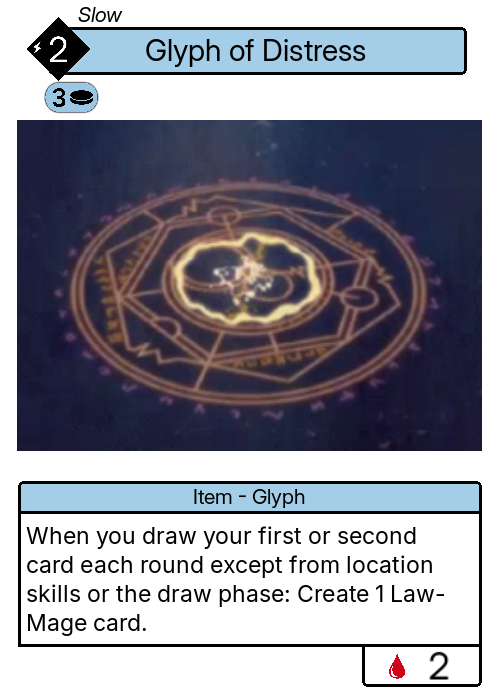 Slow
2
Glyph of Distress
3
Item - Glyph
When you draw your first or second
card each round except from location
skills or the draw phase: Create 1 Law-
Mage card.
2